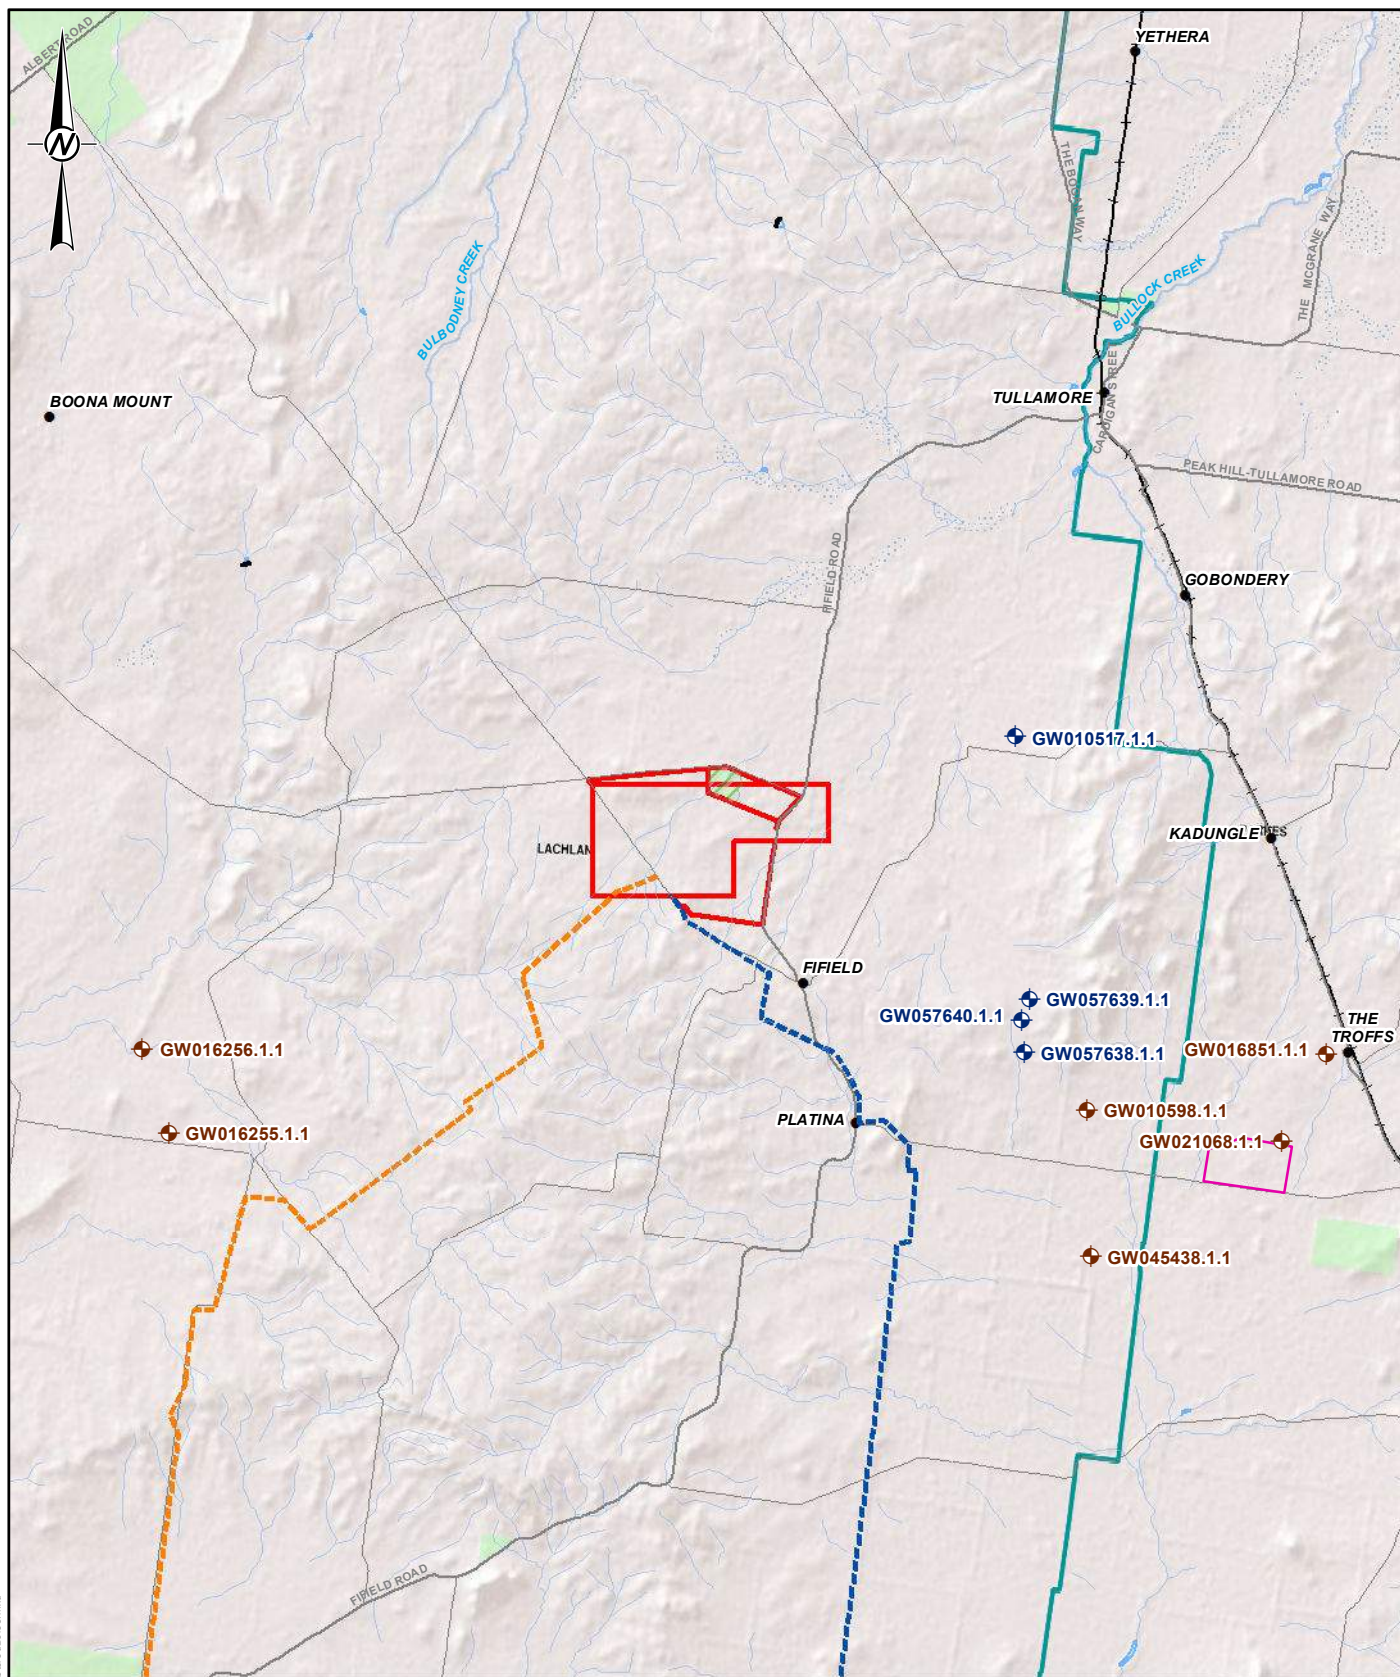 YETHERA
ALBERT ROAD
N
THE BOGAN WAY
THE MCGRANE WAY
BULBODNEY CREEK
BULLOCK CREEK
BOONA MOUNT
TULLAMORE
PEAK HILL-TULLAMORE ROAD
FIFIELD ROAD
GOBONDERY
GW010517.1.1
KADUNGLE
LACHLAN
FIFIELD
GW057639.1.1
GW057640.1.1
THE
TROFFS
GW016256.1.1
GW057638.1.1
GW016851.1.1
GW010598.1.1
PLATINA
GW016255.1.1
GW021068.1.1
GW045438.1.1
FIFIELD ROAD